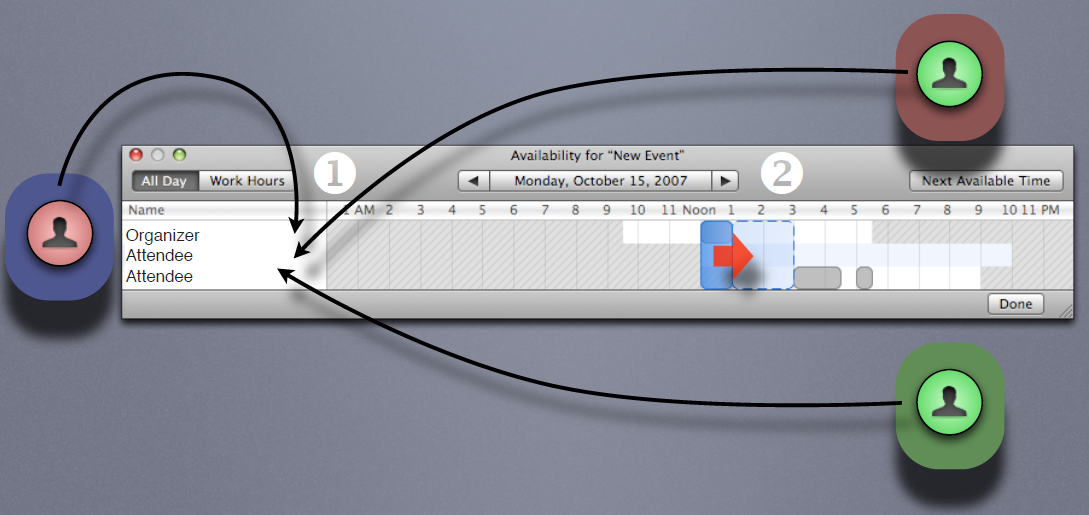 Availability for "New Event"
1
2
All Day Work Hours
Monday, October 15, 2007
Next Available Time
Name
1 AM 2 3 4 5 6 7 8 9 10 11 Noon 1 2 3 4 5 6 7 8 9 10 11 PM
Organizer
Attendee
Attendee
Done